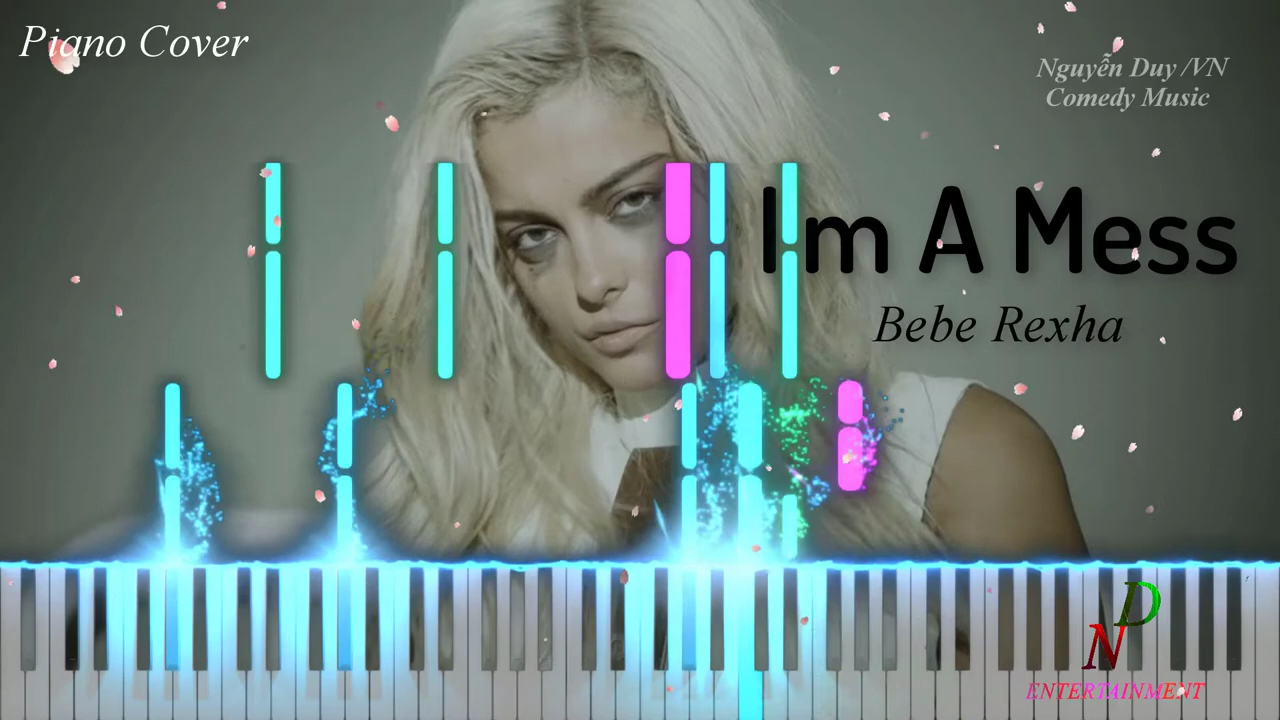 Piano Cover
Nguyễn Duy /VN
Comedy Music
Im A Mess
Bebe Rexha
ND
ENTERTAINMENT